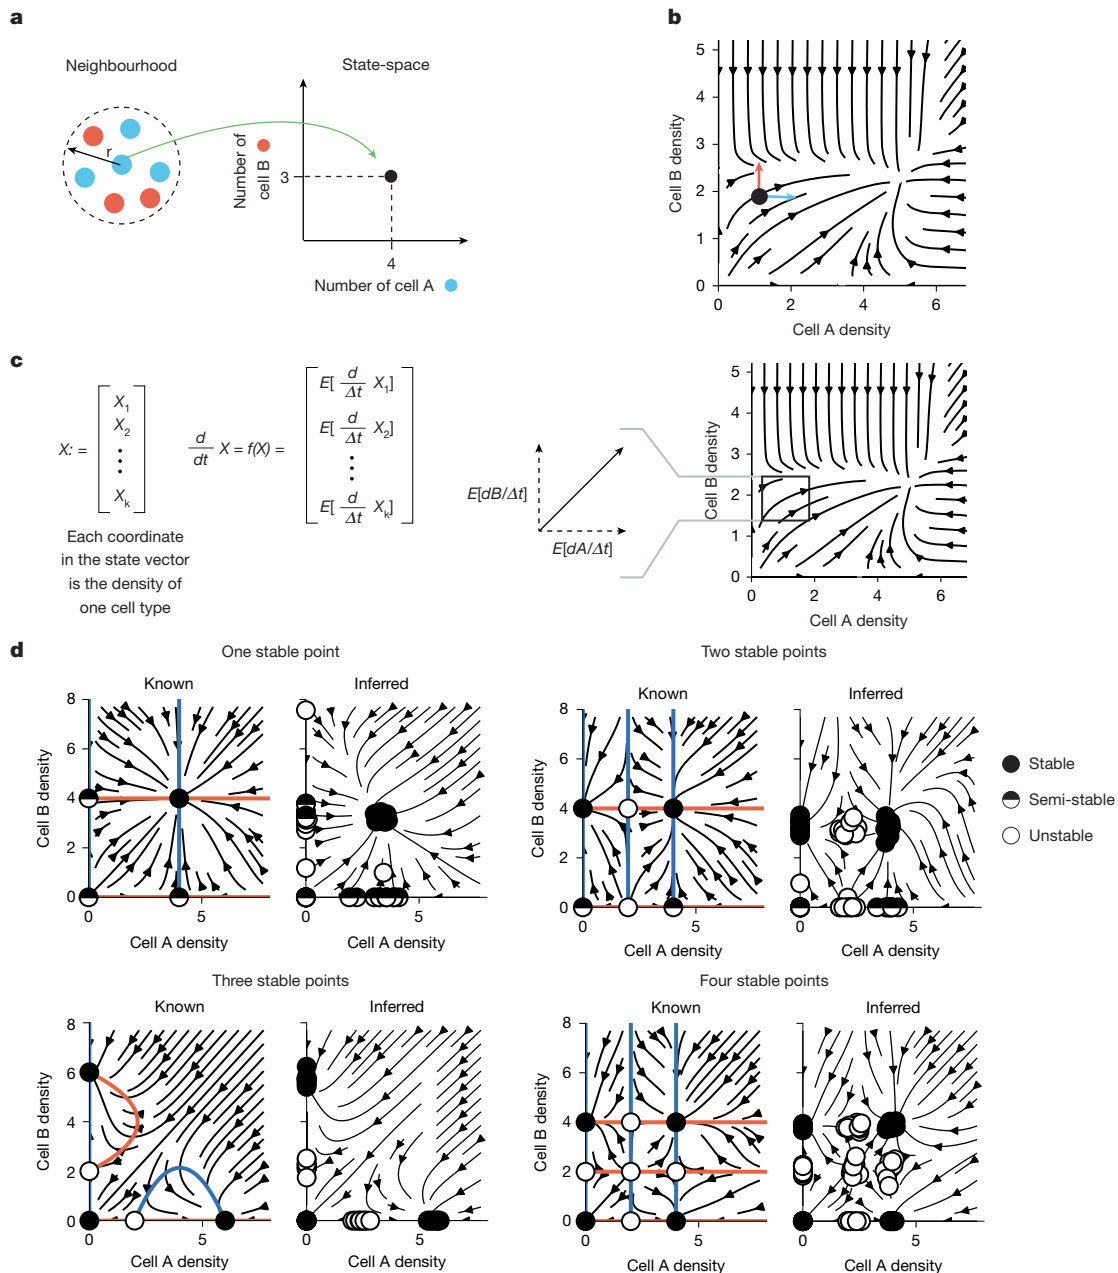 a
Neighbourhood
State-space
r
Number of
cell B
3
4
Number of cell A
b
5
4
3
2
1
0
Cell B density
0 2 4 6
Cell A density
c
X: =
X1
X2
Xk
d
dt
X = f(X) =
E[ d/Δt X1]
E[ d/Δt X2]
E[ d/Δt Xk]
Each coordinate
in the state vector
is the density of
one cell type
E[dB/Δt]
E[dA/Δt]
5
4
3
2
1
0
Cell B density
0 2 4 6
Cell A density
d
One stable point
Known
Inferred
8
6
4
2
0
Cell B density
0 5
0 5
Cell A density
Cell A density
Two stable points
Known
Inferred
8
6
4
2
0
Cell B density
0 5
0 5
Cell A density
Cell A density
Stable
Semi-stable
Unstable
Three stable points
Known
Inferred
8
6
4
2
0
Cell B density
0 5
0 5
Cell A density
Cell A density
Four stable points
Known
Inferred
8
6
4
2
0
Cell B density
0 5
0 5
Cell A density
Cell A density